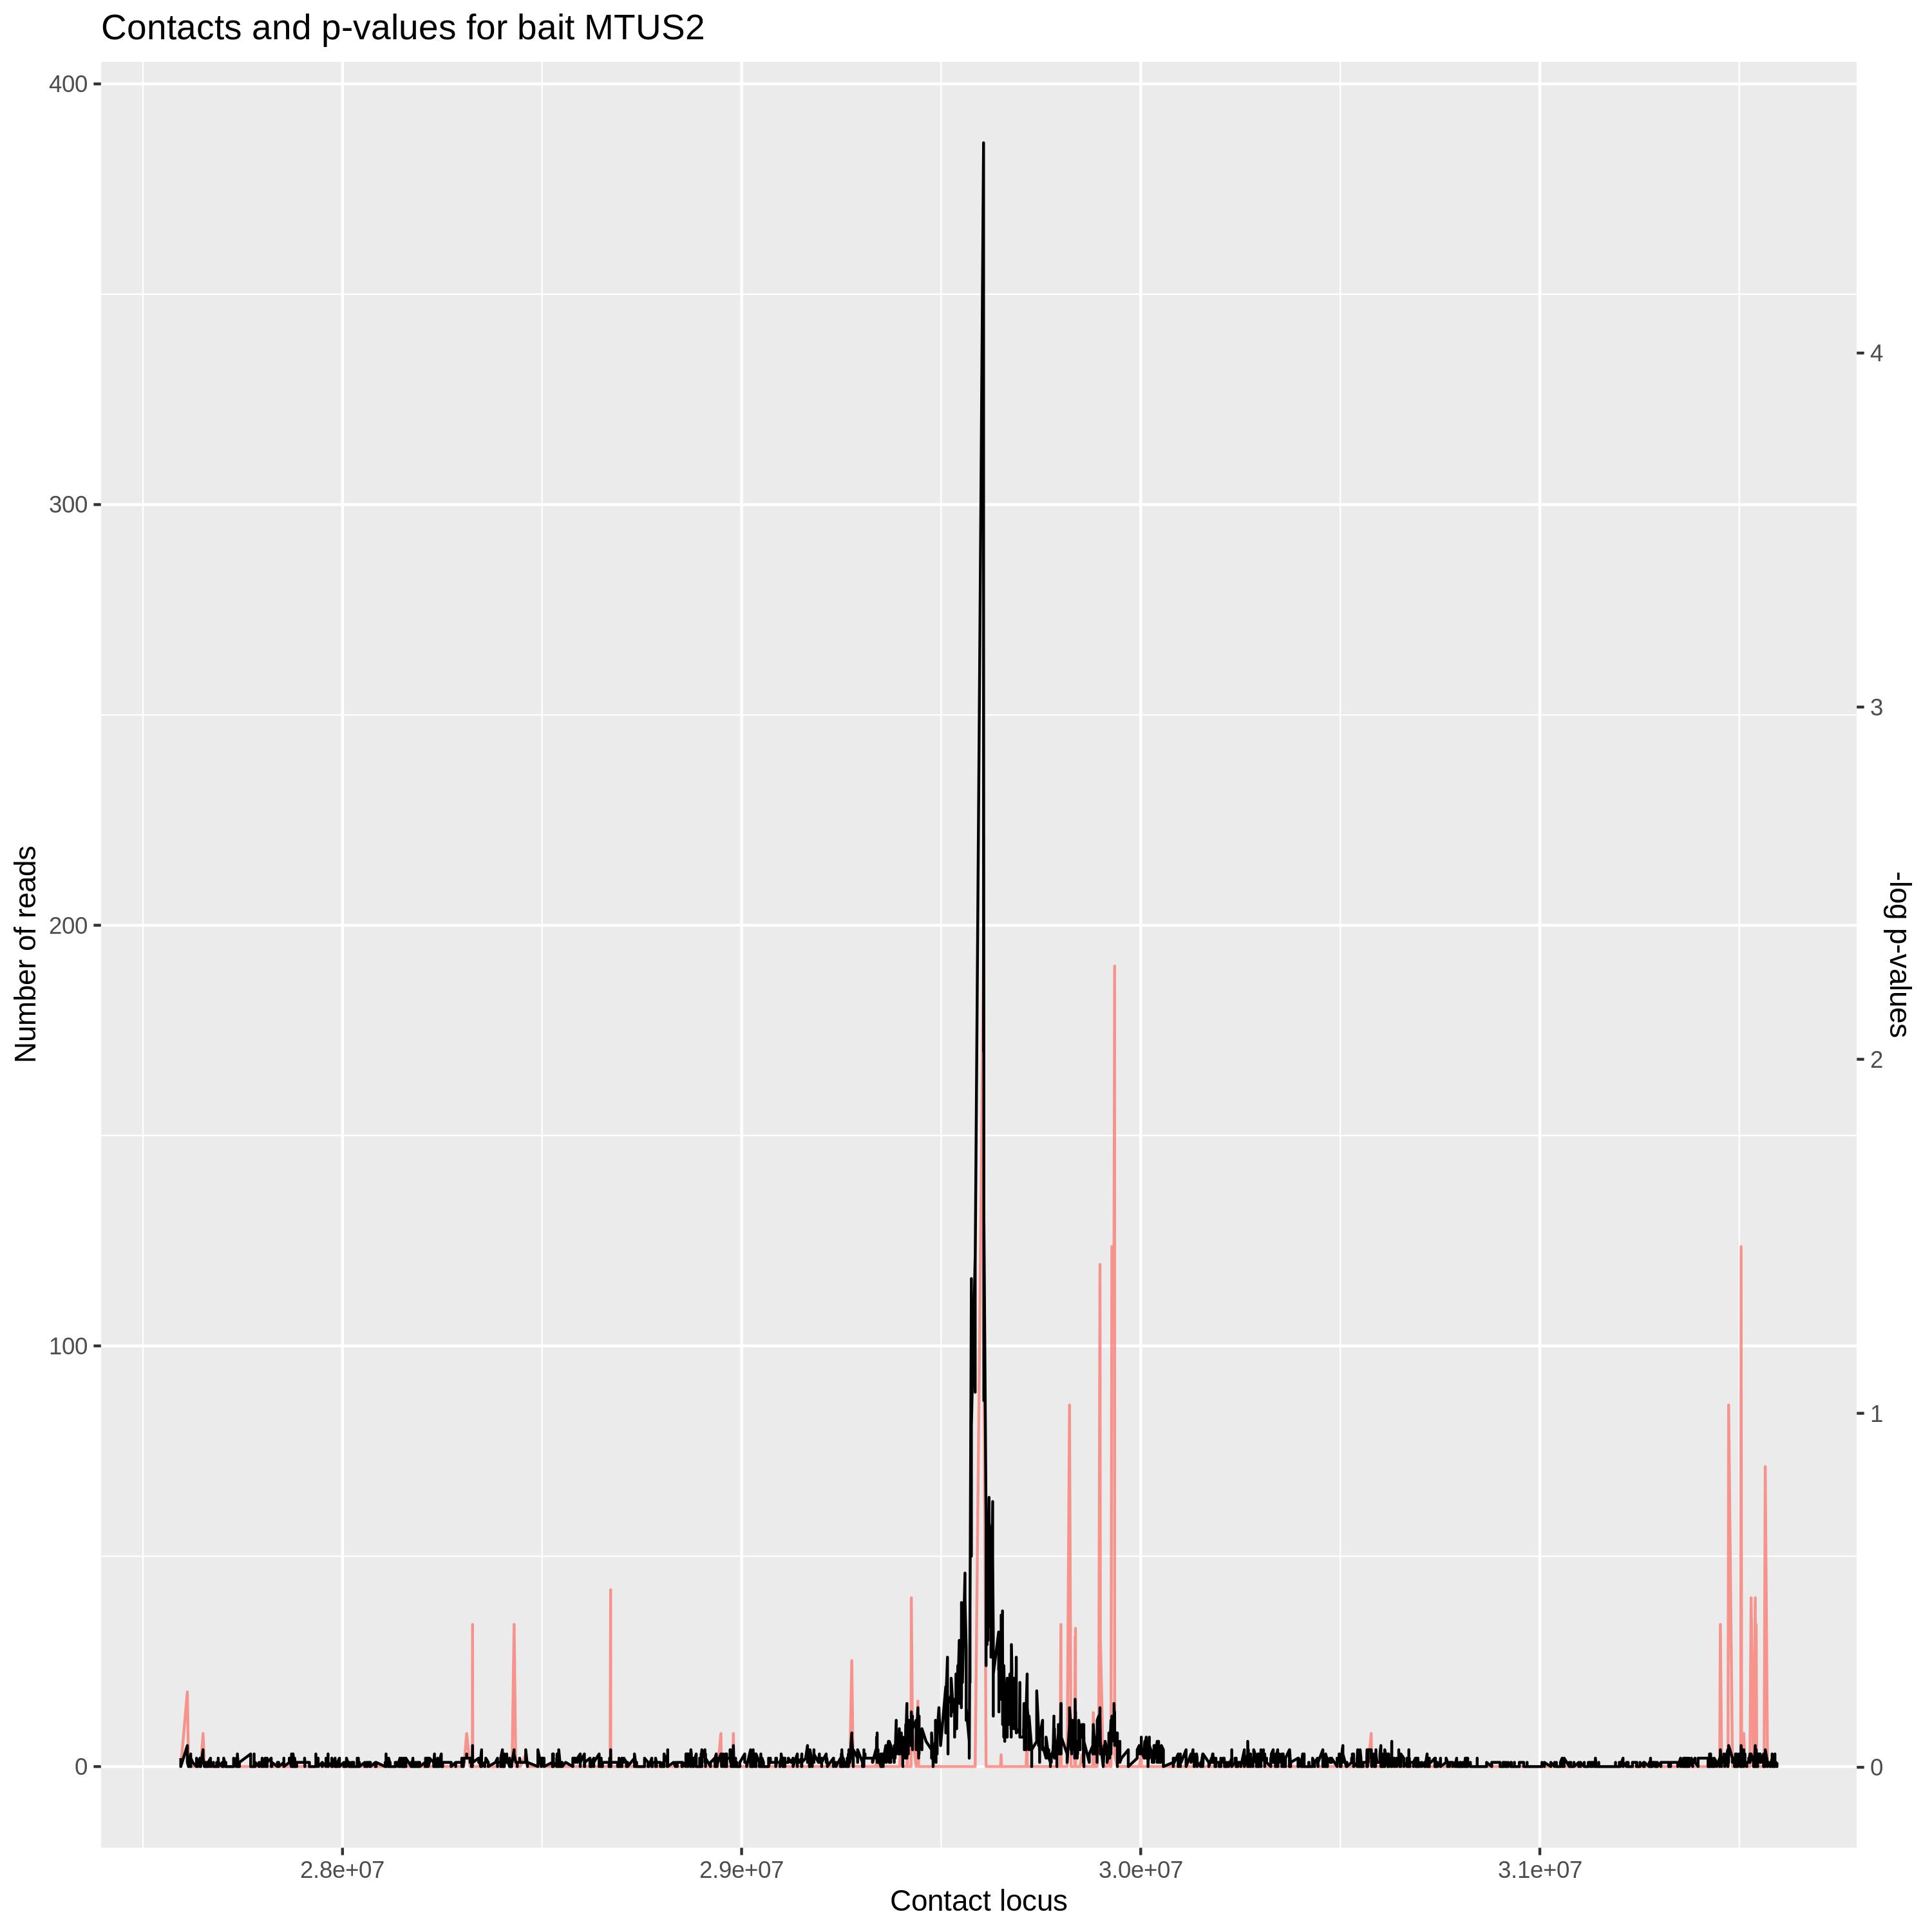 Contacts and p-values for bait MTUS2
400
300
200
100
0
4
3
2
1
0
Number of reads
-log p-values
2.8e+07
2.9e+07
3.0e+07
3.1e+07
Contact locus